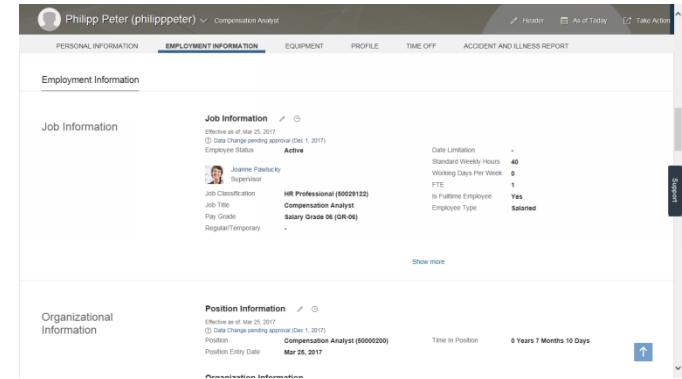 Philipp Peter (philipppeter) Compensation Analyst Header As of Today Take Action
PERSONAL INFORMATION EMPLOYMENT INFORMATION EQUIPMENT PROFILE TIME OFF ACCIDENT AND ILLNESS REPORT
Employment Information
Job Information
Job Information
Effective as of: Mar 25, 2017
Data Change pending approval (Dec 1, 2017)
Employee Status Active
Joanne Pawlucky
Supervisor
Job Classification HR Professional (50029122)
Job Title Compensation Analyst
Pay Grade Salary Grade 06 (GR-06)
Regular/Temporary -
Date Limitation -
Standard Weekly Hours 40
Working Days Per Week 0
FTE 1
Is Fulltime Employee Yes
Employee Type Salaried
Show more
Support
Organizational
Information
Position Information
Effective as of: Mar 25, 2017
Data Change pending approval (Dec 1, 2017)
Position Compensation Analyst (50000200)
Position Entry Date Mar 25, 2017
Time In Position 0 Years 7 Months 10 Days
Organization Information